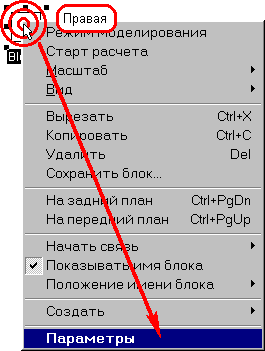 Правая
Bl
Режим моделирования
Старт расчета
Масштаб
Вид
Вырезать Ctrl+X
Копировать Ctrl+C
Удалить Del
Сохранить блок...
На задний план Ctrl+PgDn
На передний план Ctrl+PgUp
Начать связь
Показывать имя блока
Положение имени блока
Создать
Параметры